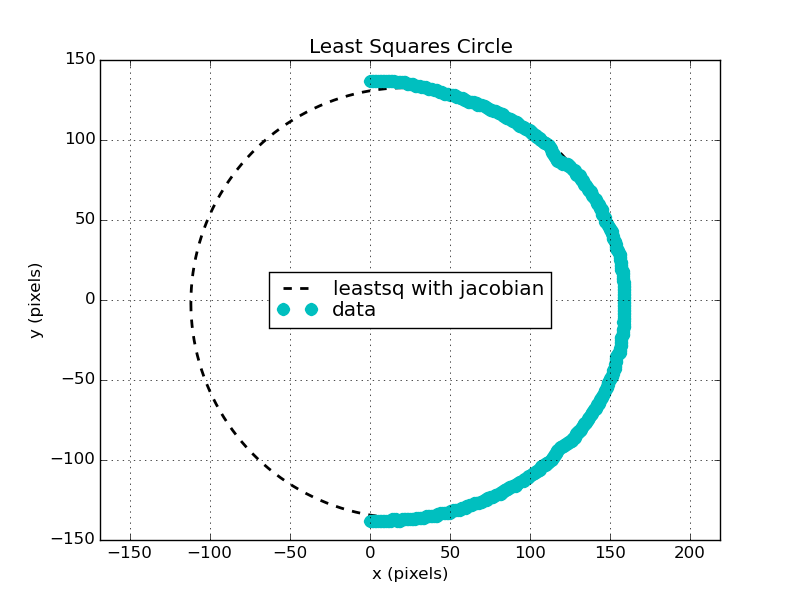 Least Squares Circle
150
100
50
0
−50
−100
−150
y (pixels)
leastsq with jacobian
data
−150 −100 −50 0 50 100 150 200
x (pixels)